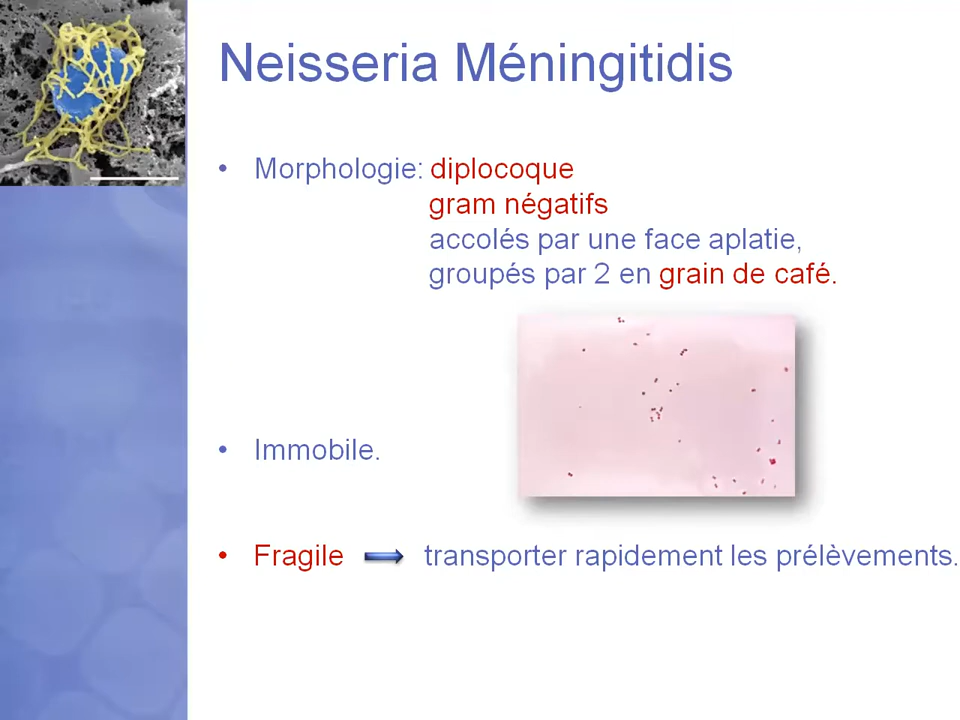 Neisseria Méningitidis
• Morphologie: diplocoque
gram négatifs
accolés par une face aplatie,
groupés par 2 en grain de café.
• Immobile.
• Fragile transporter rapidement les prélèvements.